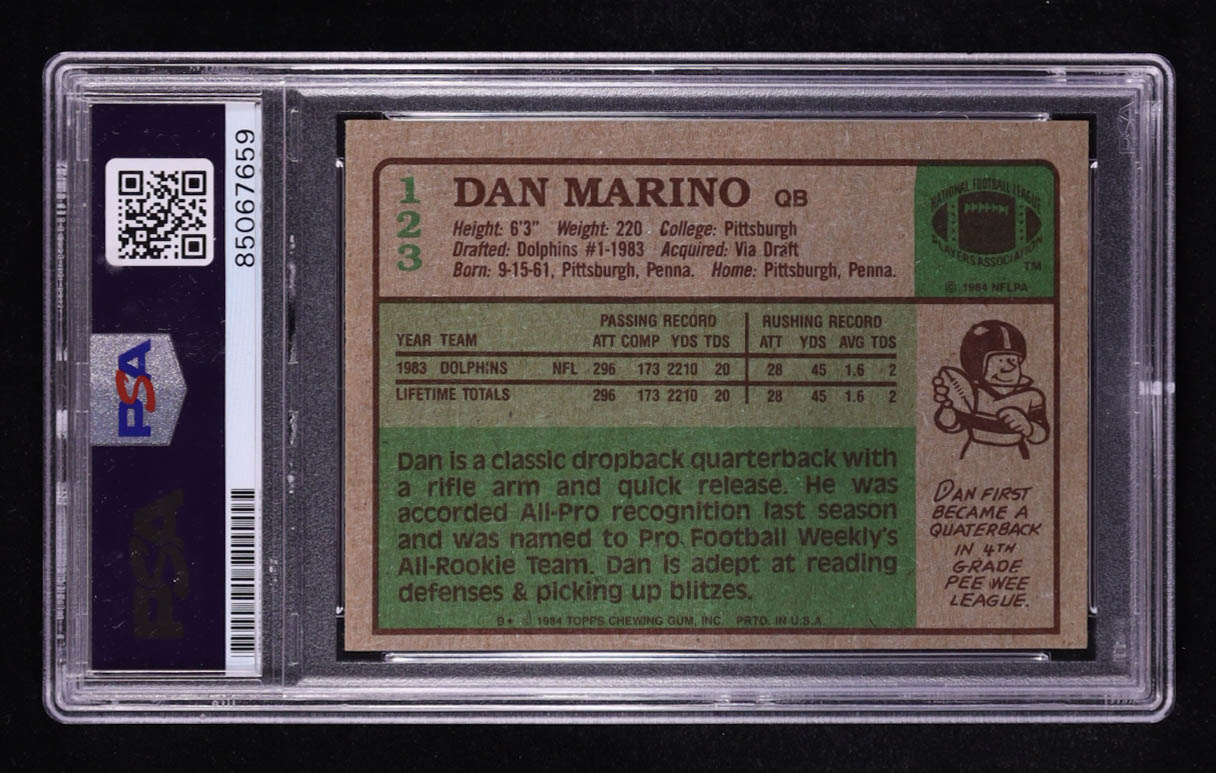 85067659
PSA
PSA
1
2
3
DAN MARINO QB
Height: 6'3" Weight: 220 College: Pittsburgh
Drafted: Dolphins #1-1983 Acquired: Via Draft
Born: 9-15-61, Pittsburgh, Penna. Home: Pittsburgh, Penna.
NATIONAL FOOTBALL LEAGUE
PLAYERS ASSOCIATION
TM
© 1984 NFLPA
PASSING RECORD RUSHING RECORD
YEAR TEAM ATT COMP YDS TDS ATT YDS AVG TDS
1983 DOLPHINS NFL 296 173 2210 20 28 45 1.6 2
LIFETIME TOTALS 296 173 2210 20 28 45 1.6 2
Dan is a classic dropback quarterback with
a rifle arm and quick release. He was
accorded All-Pro recognition last season
and was named to Pro Football Weekly's
All-Rookie Team. Dan is adept at reading
defenses & picking up blitzes.
D* © 1984 TOPPS CHEWING GUM, INC. PRTD. IN U.S.A.
DAN FIRST
BECAME A
QUATERBACK
IN 4TH
GRADE
PEE WEE
LEAGUE.